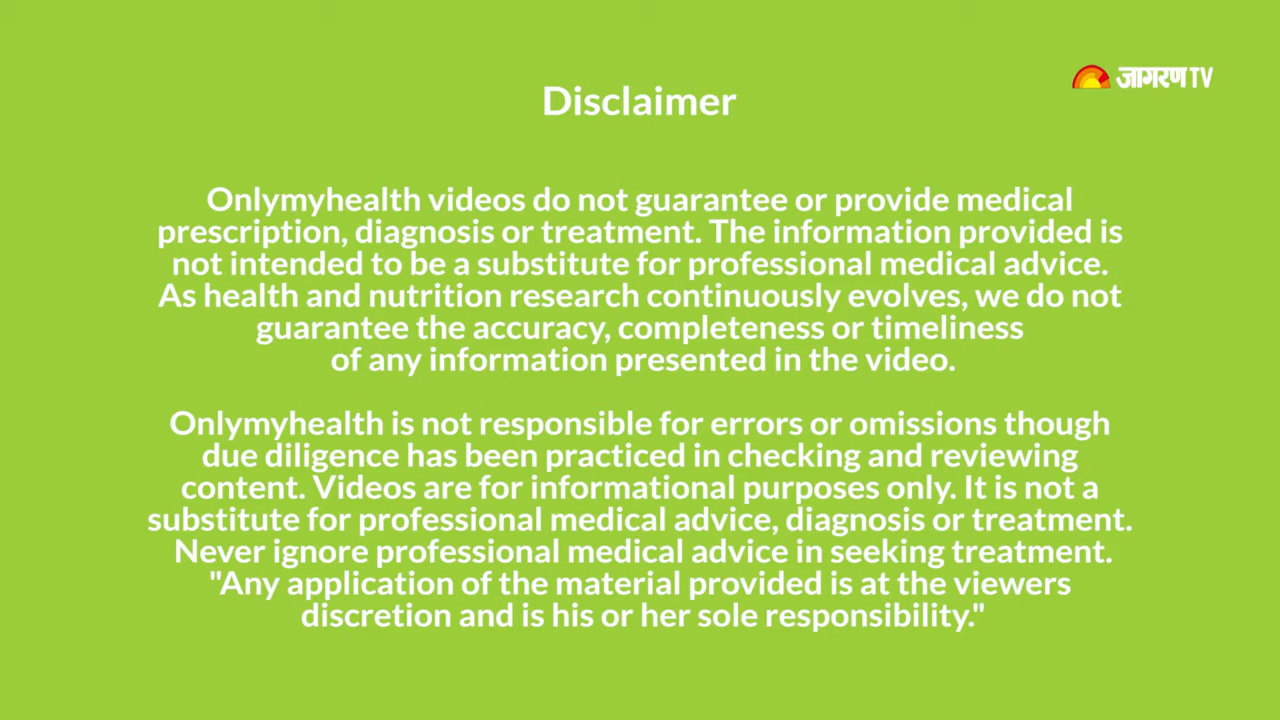 जागरण TV
Disclaimer
Onlymyhealth videos do not guarantee or provide medical
prescription, diagnosis or treatment. The information provided is
not intended to be a substitute for professional medical advice.
As health and nutrition research continuously evolves, we do not
guarantee the accuracy, completeness or timeliness
of any information presented in the video.
Onlymyhealth is not responsible for errors or omissions though
due diligence has been practiced in checking and reviewing
content. Videos are for informational purposes only. It is not a
substitute for professional medical advice, diagnosis or treatment.
Never ignore professional medical advice in seeking treatment.
"Any application of the material provided is at the viewers
discretion and is his or her sole responsibility."